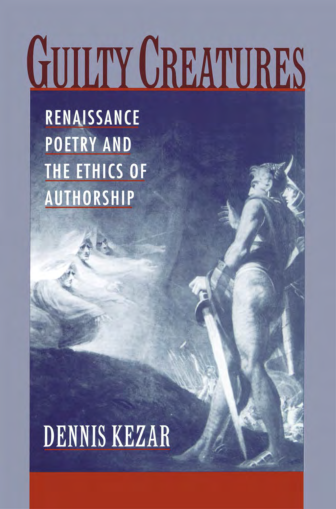 GUILTY CREATURES
RENAISSANCE
POETRY AND
THE ETHICS OF
AUTHORSHIP
DENNIS KEZAR